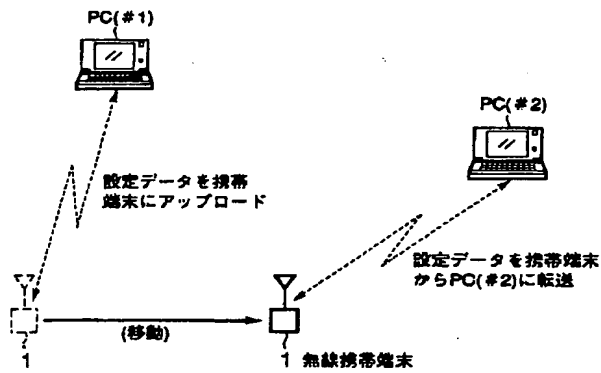 PC(#1)
PC(#2)
設定データを携帯
端末にアップロード
設定データを携帯端末
からPC(#2)に転送
(移動)
1
1 無線携帯端末